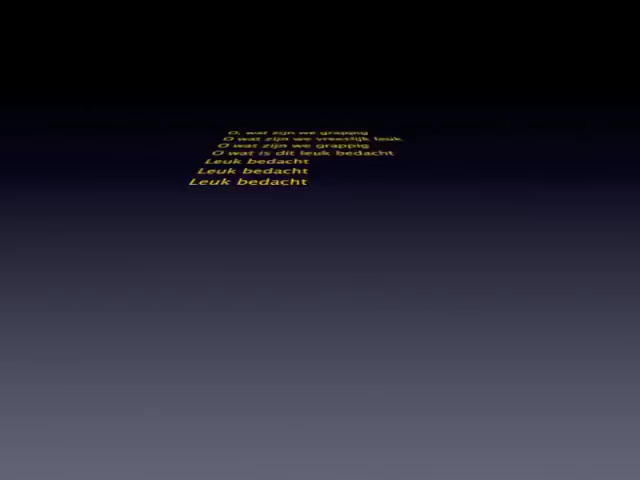 O, wat zijn we grappig
O wat zijn we vreselijk leuk
O wat zijn we grappig
O wat is dit leuk bedacht
Leuk bedacht
Leuk bedacht
Leuk bedacht